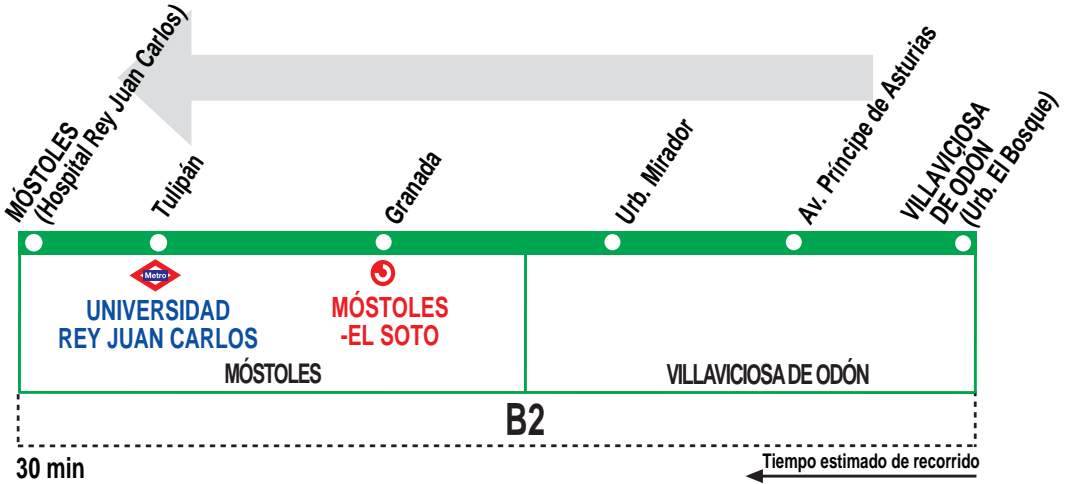 MÓSTOLES
(Hospital Rey Juan Carlos)
Tulipán
Granada
Urb. Mirador
Av. Príncipe de Asturias
VILLAVICIOSA
DE ODÓN
(Urb. El Bosque)
Metro
UNIVERSIDAD
REY JUAN CARLOS
MÓSTOLES
-EL SOTO
MÓSTOLES
VILLAVICIOSA DE ODÓN
B2
30 min
Tiempo estimado de recorrido